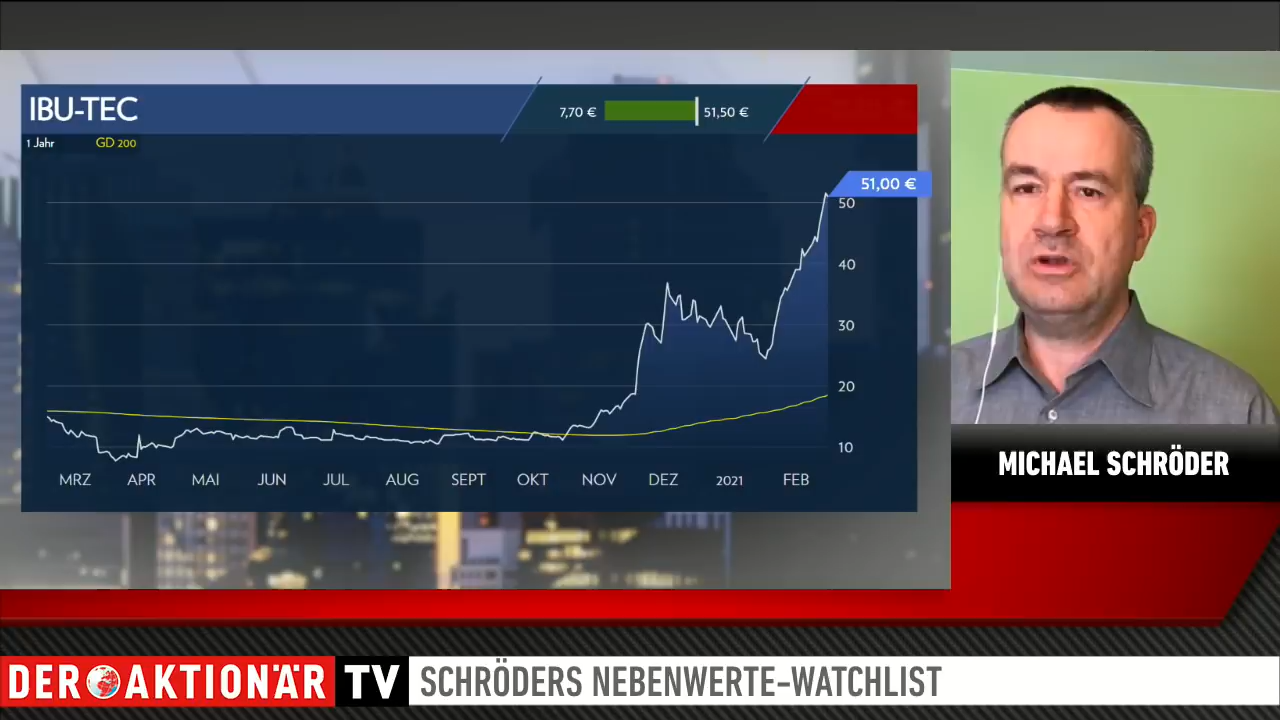 IBU-TEC
7,70 €
51,50 €
1 Jahr
GD 200
51,00 €
50
40
30
20
10
MRZ APR MAI JUN JUL AUG SEPT OKT NOV DEZ 2021 FEB
MICHAEL SCHRÖDER
DER AKTIONÄR TV
SCHRÖDERS NEBENWERTE-WATCHLIST